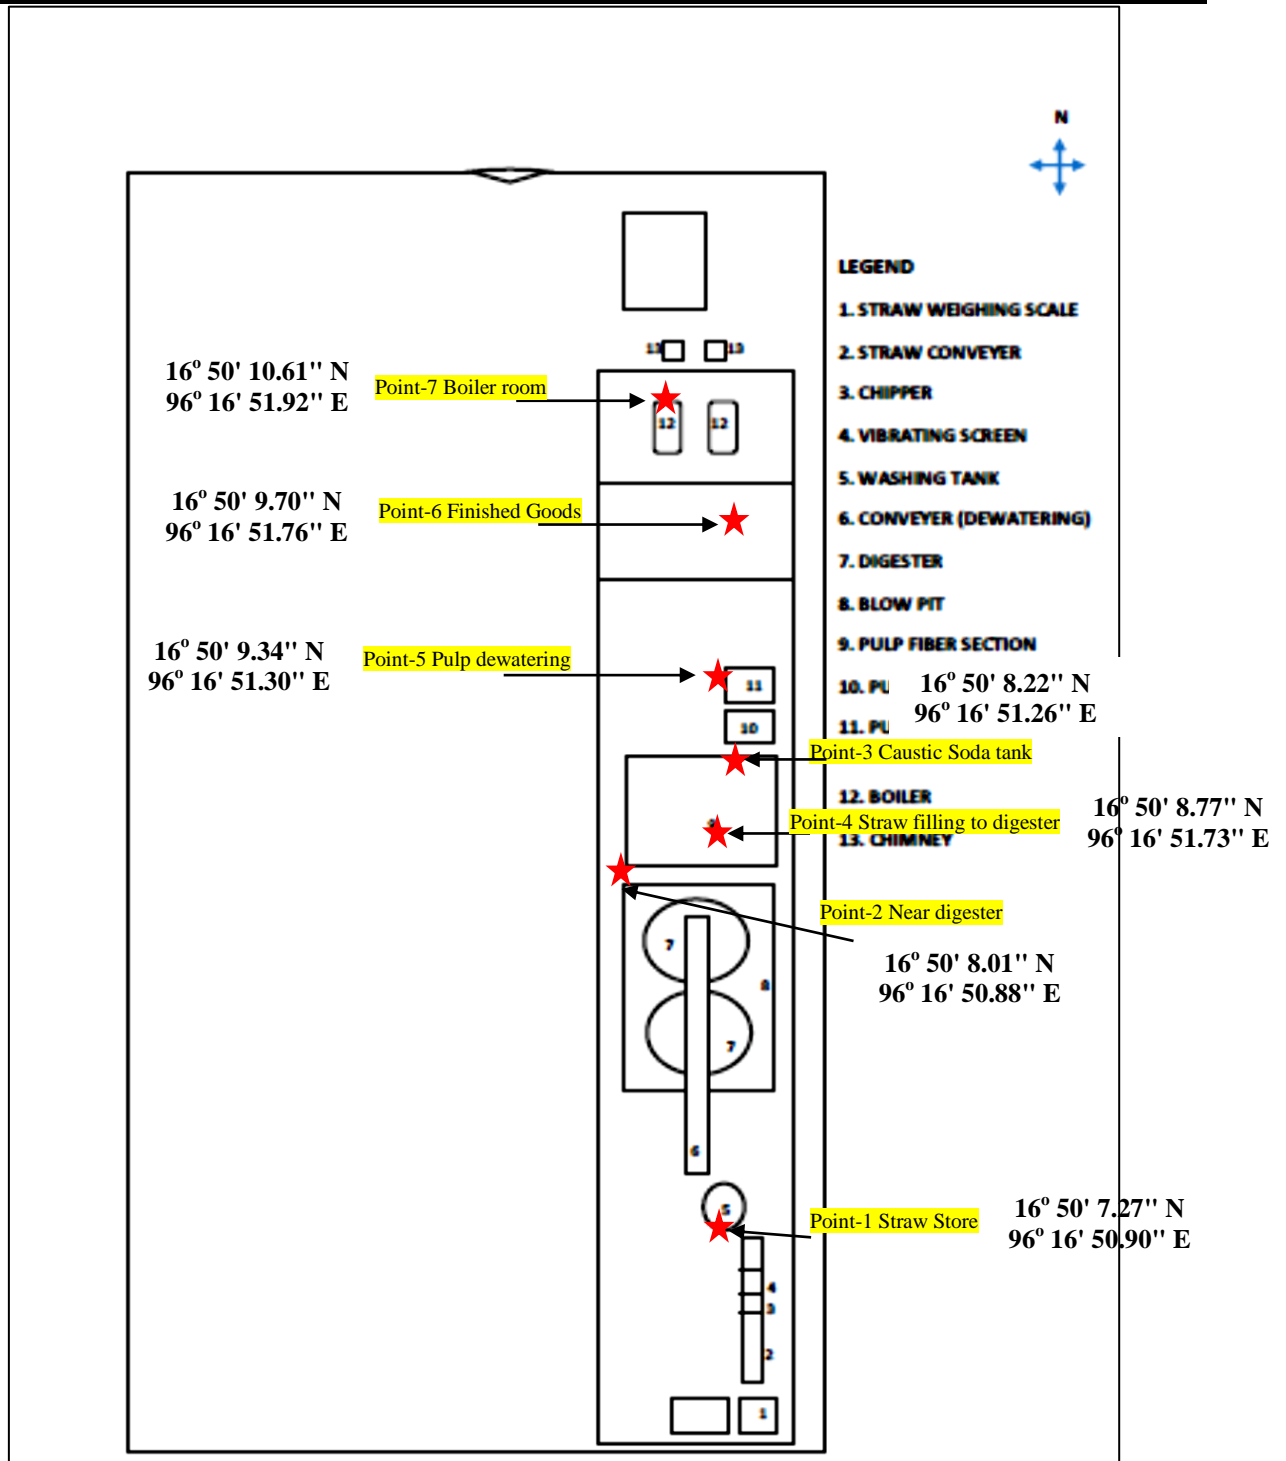 N
LEGEND
1. STRAW WEIGHING SCALE
2. STRAW CONVEYER
3. CHIPPER
4. VIBRATING SCREEN
5. WASHING TANK
6. CONVEYER (DEWATERING)
7. DIGESTER
8. BLOW PIT
9. PULP FIBER SECTION
10. PU
11. PU
12. BOILER
13. CHIMNEY
13
13
16° 50' 10.61" N
96° 16' 51.92" E
Point-7 Boiler room
12
12
16° 50' 9.70" N
96° 16' 51.76" E
Point-6 Finished Goods
16° 50' 9.34" N
96° 16' 51.30" E
Point-5 Pulp dewatering
11
10
16° 50' 8.22" N
96° 16' 51.26" E
Point-3 Caustic Soda tank
Point-4 Straw filling to digester
16° 50' 8.77" N
96° 16' 51.73" E
9
Point-2 Near digester
16° 50' 8.01" N
96° 16' 50.88" E
7
8
7
6
5
Point-1 Straw Store
16° 50' 7.27" N
96° 16' 50.90" E
4
3
2
1